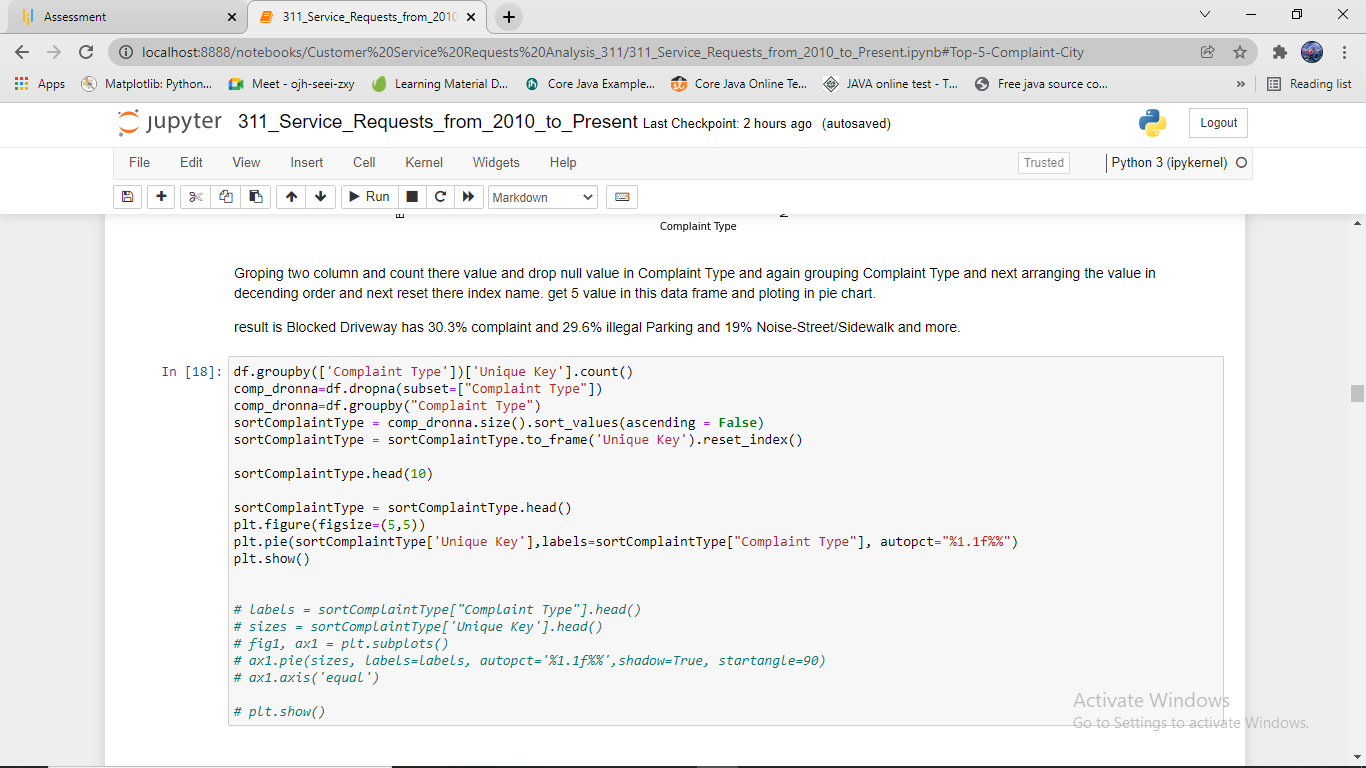 Assessment
311_Service_Requests_from_2010
localhost:8888/notebooks/Customer%20Service%20Requests%20Analysis_311/311_Service_Requests_from_2010_to_Present.ipynb#Top-5-Complaint-City
Apps Matplotlib: Python... Meet - ojh-seei-zxy Learning Material D... Core Java Example... Core Java Online Te... JAVA online test - T... Free java source co... » Reading list
jupyter 311_Service_Requests_from_2010_to_Present Last Checkpoint: 2 hours ago (autosaved) Logout
File Edit View Insert Cell Kernel Widgets Help Trusted Python 3 (ipykernel)
Run Markdown
Complaint Type
Groping two column and count there value and drop null value in Complaint Type and again grouping Complaint Type and next arranging the value in
decending order and next reset there index name. get 5 value in this data frame and ploting in pie chart.
result is Blocked Driveway has 30.3% complaint and 29.6% illegal Parking and 19% Noise-Street/Sidewalk and more.
In [18]: df.groupby(['Complaint Type'])['Unique Key'].count()
comp_dronna=df.dropna(subset=["Complaint Type"])
comp_dronna=df.groupby("Complaint Type")
sortComplaintType = comp_dronna.size().sort_values(ascending = False)
sortComplaintType = sortComplaintType.to_frame('Unique Key').reset_index()
sortComplaintType.head(10)
sortComplaintType = sortComplaintType.head()
plt.figure(figsize=(5,5))
plt.pie(sortComplaintType['Unique Key'],labels=sortComplaintType["Complaint Type"], autopct="%1.1f%%")
plt.show()
# labels = sortComplaintType["Complaint Type"].head()
# sizes = sortComplaintType['Unique Key'].head()
# fig1, ax1 = plt.subplots()
# ax1.pie(sizes, labels=labels, autopct='%1.1f%%',shadow=True, startangle=90)
# ax1.axis('equal')
# plt.show()
Activate Windows
Go to Settings to activate Windows.